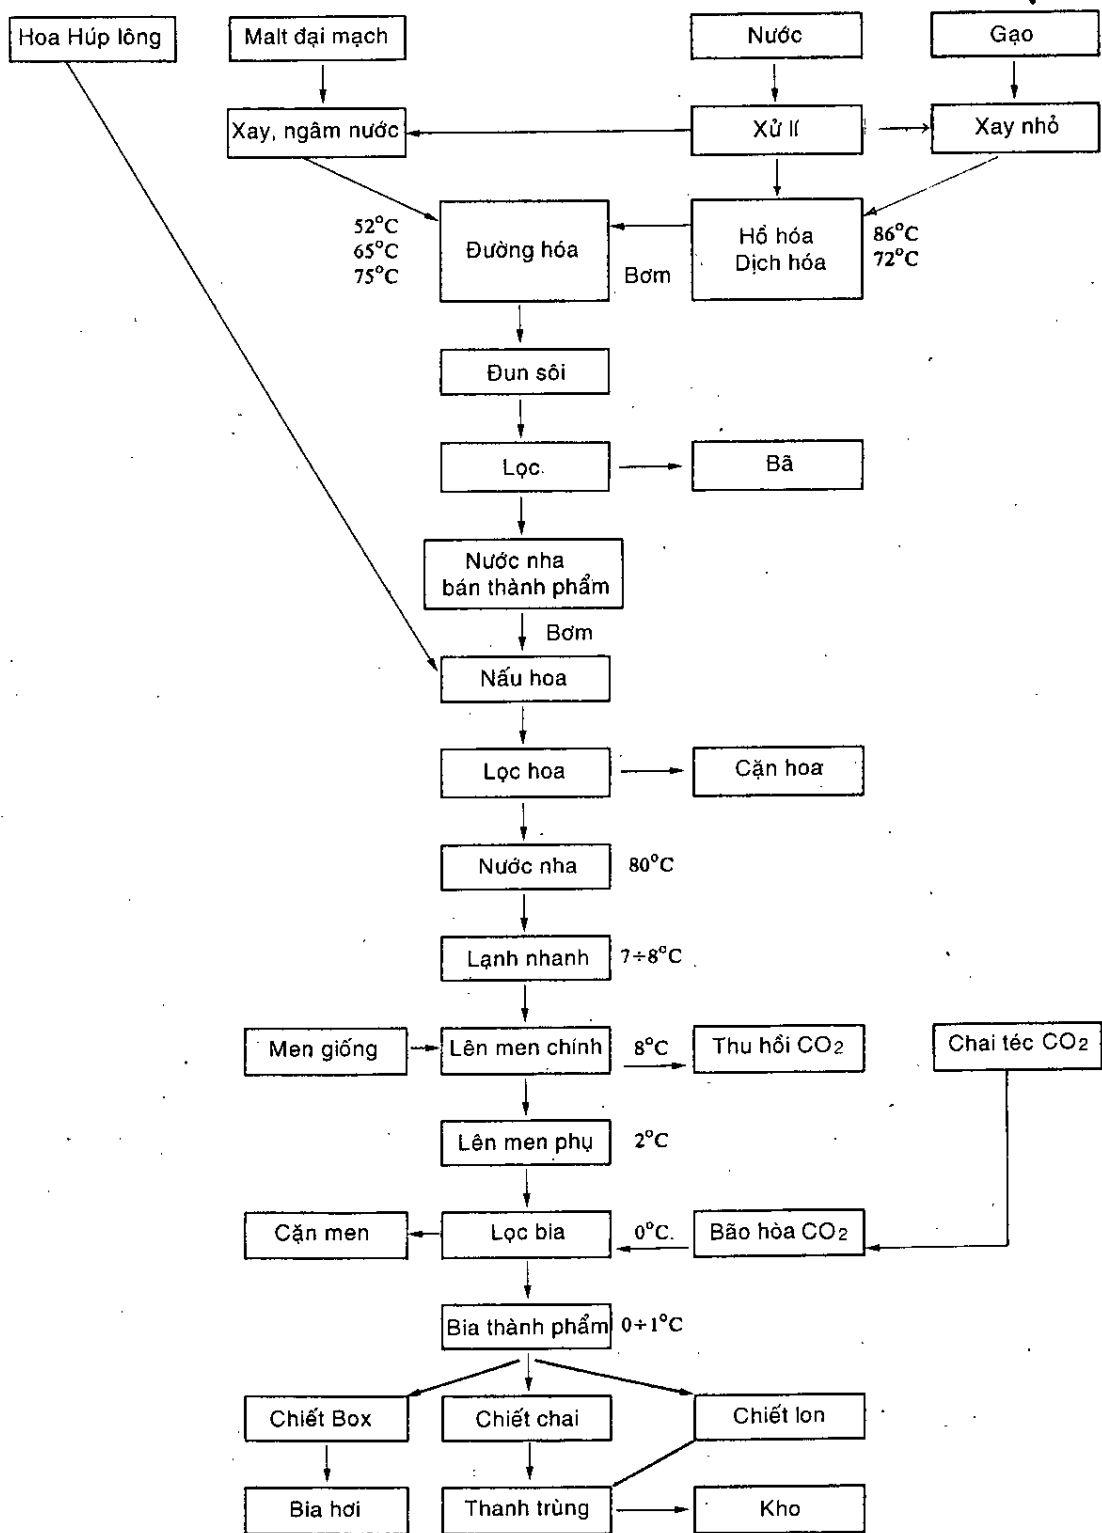 Hoa Húp lông
Malt đại mạch
Nước
Gạo
Xay, ngâm nước
Xử lí
Xay nhỏ
52°C
65°C
75°C
Đường hóa
Bơm
Hồ hóa
Dịch hóa
86°C
72°C
Đun sôi
Lọc
Bã
Nước nha
bán thành phẩm
Bơm
Nấu hoa
Lọc hoa
Cặn hoa
Nước nha
80°C
Lạnh nhanh
7÷8°C
Men giống
Lên men chính
8°C
Thu hồi CO2
Chai téc CO2
Lên men phụ
2°C
Cặn men
Lọc bia
0°C.
Bão hòa CO2
Bia thành phẩm
0÷1°C
Chiết Box
Chiết chai
Chiết lon
Bia hơi
Thanh trùng
Kho